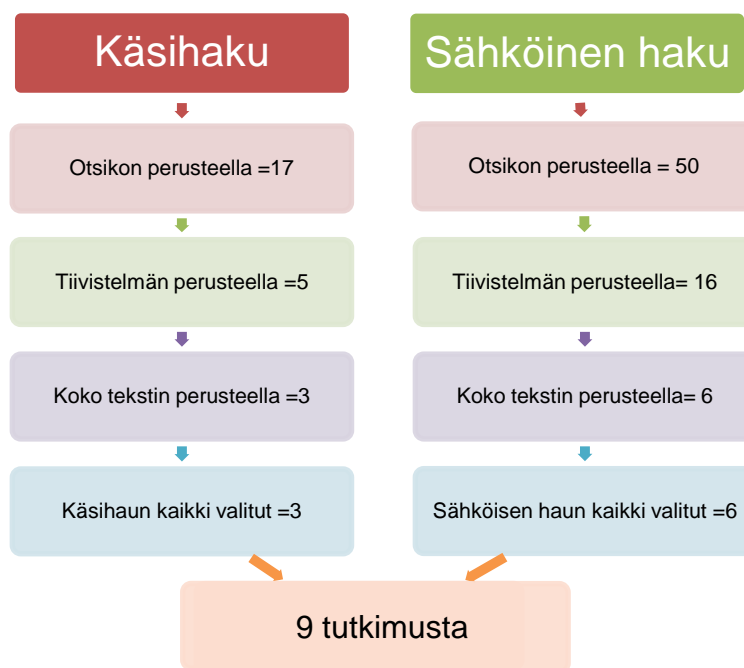 Käsihaku
Otsikon perusteella =17
Tiivistelmän perusteella =5
Koko tekstin perusteella =3
Käsihaun kaikki valitut =3
Sähköinen haku
Otsikon perusteella = 50
Tiivistelmän perusteella= 16
Koko tekstin perusteella= 6
Sähköisen haun kaikki valitut =6
9 tutkimusta